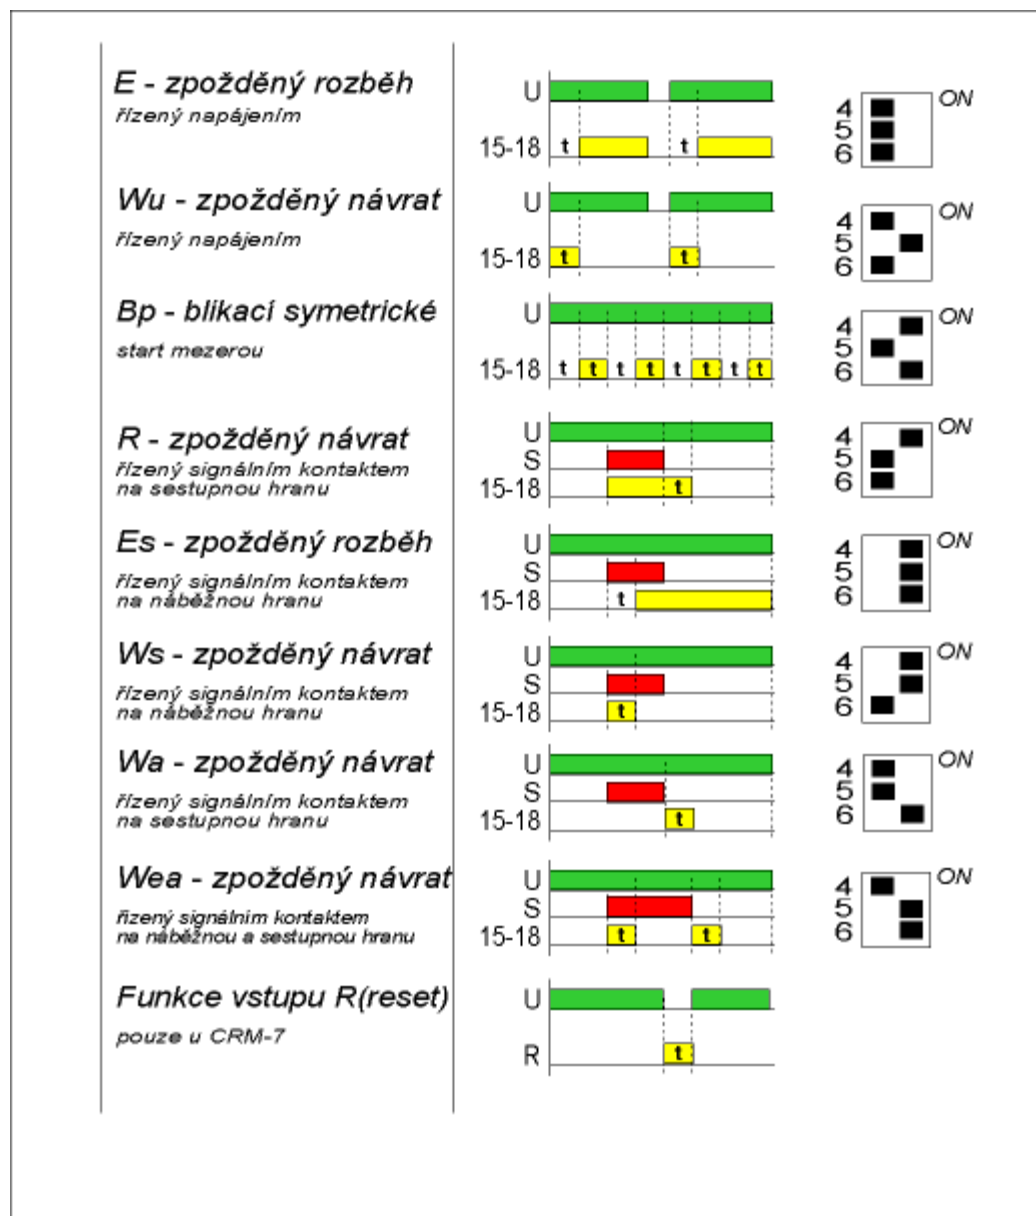 E - zpožděný rozběh
řízený napájením
U
15-18 t t
4 ON
5
6
Wu - zpožděný návrat
řízený napájením
U
15-18 t t
4 ON
5
6
Bp - blikací symetrické
start mezerou
U
15-18 t t t t t t t t
4 ON
5
6
R - zpožděný návrat
řízený signálním kontaktem
na sestupnou hranu
U
S
15-18 t
4 ON
5
6
Es - zpožděný rozběh
řízený signálním kontaktem
na náběžnou hranu
U
S
15-18 t
4 ON
5
6
Ws - zpožděný návrat
řízený signálním kontaktem
na náběžnou hranu
U
S
15-18 t
4 ON
5
6
Wa - zpožděný návrat
řízený signálním kontaktem
na sestupnou hranu
U
S
15-18 t
4 ON
5
6
Wea - zpožděný návrat
řízený signálním kontaktem
na náběžnou a sestupnou hranu
U
S
15-18 t t
4 ON
5
6
Funkce vstupu R(reset)
pouze u CRM-7
U
R t